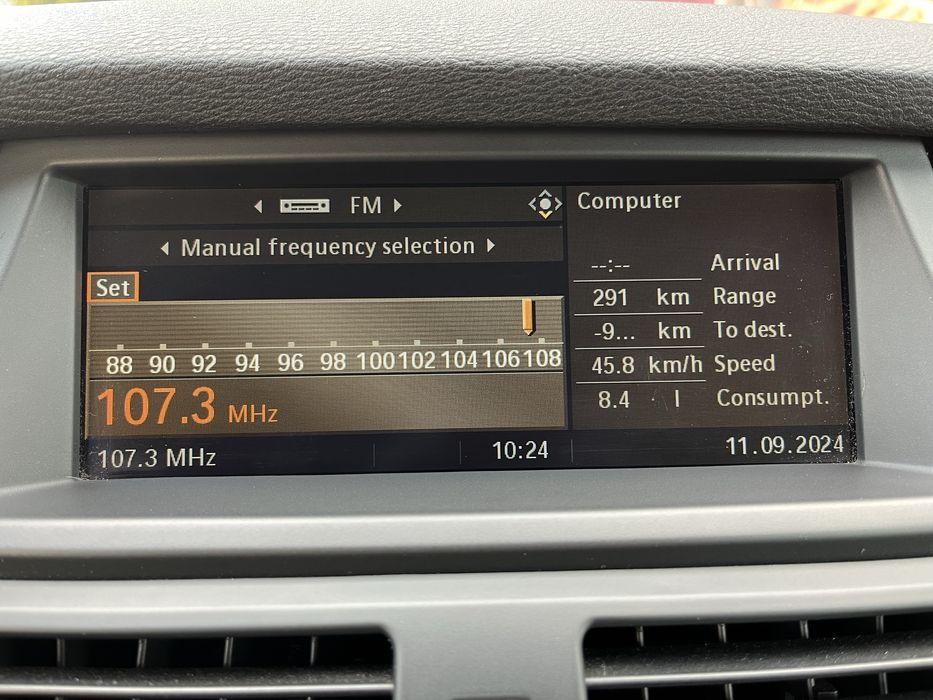 FM
Manual frequency selection
Set
88 90 92 94 96 98 100 102 104 106 108
107.3 MHz
107.3 MHz
10:24
Computer
--:-- Arrival
291 km Range
-9... km To dest.
45.8 km/h Speed
8.4 l Consumpt.
11.09.2024